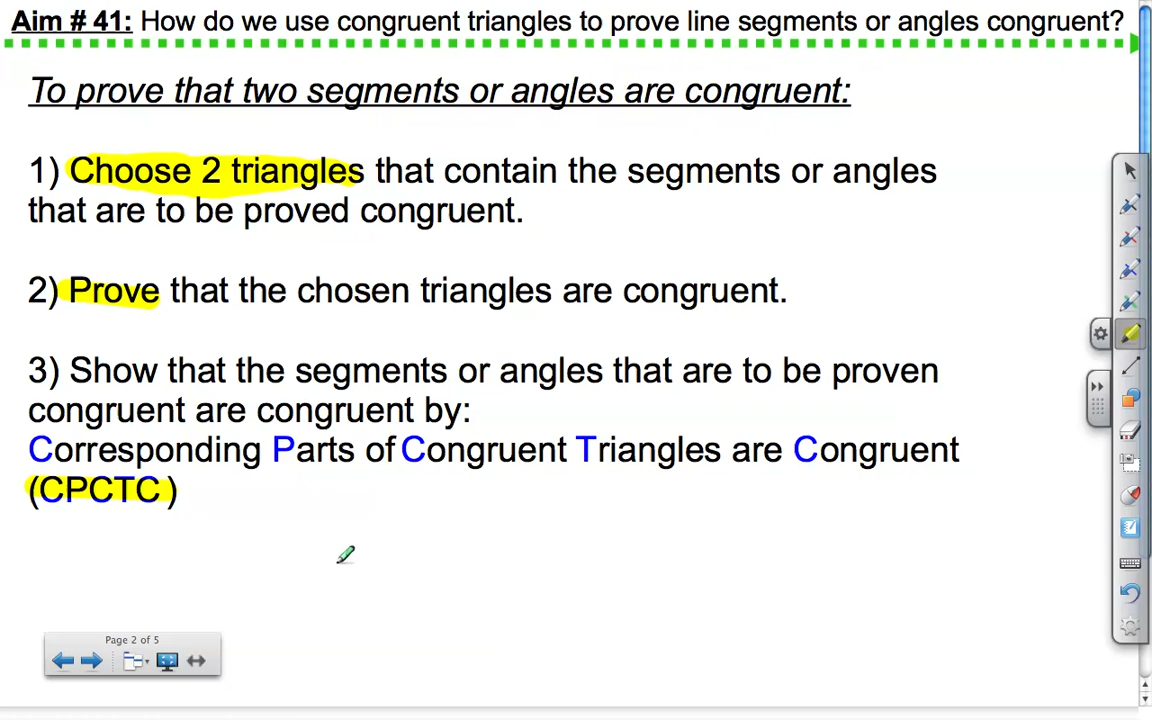 Aim # 41: How do we use congruent triangles to prove line segments or angles congruent?
To prove that two segments or angles are congruent:
1) Choose 2 triangles that contain the segments or angles
that are to be proved congruent.
2) Prove that the chosen triangles are congruent.
3) Show that the segments or angles that are to be proven
congruent are congruent by:
Corresponding Parts of Congruent Triangles are Congruent
(CPCTC)
Page 2 of 5